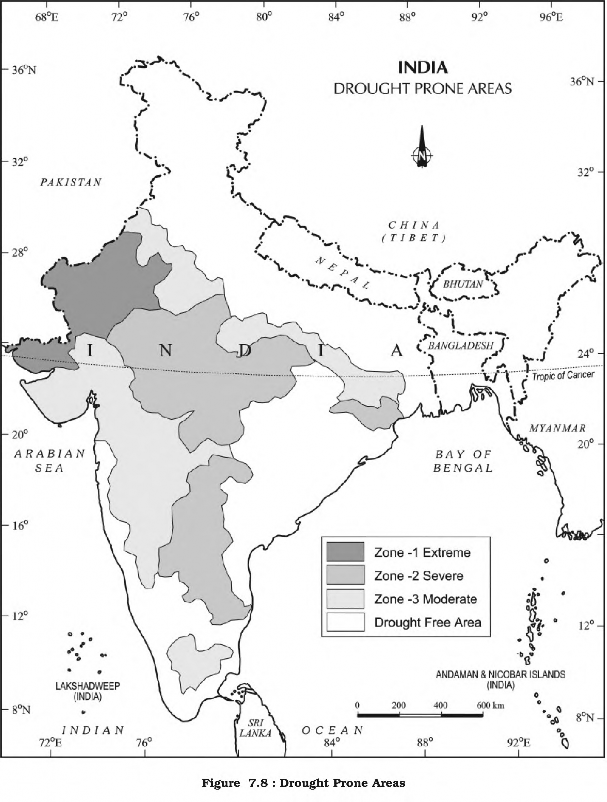 68°E 72° 76° 80° 84° 88° 92° 96°E
INDIA
DROUGHT PRONE AREAS
36°N
36°N
N
32°
32°
PAKISTAN
CHINA
(TIBET)
28°
28°
NEPAL
BHUTAN
I N D I A
BANGLADESH
24°
24°
Tropic of Cancer
MYANMAR
20°
20°
ARABIAN
SEA
BAY OF
BENGAL
16°
16°
Zone -1 Extreme
Zone -2 Severe
Zone -3 Moderate
Drought Free Area
12°
12°
LAKSHADWEEP
(INDIA)
ANDAMAN & NICOBAR ISLANDS
(INDIA)
0 200 400 600 km
8°N
8°N
INDIAN
SRI
LANKA
OCEAN
72°E 76° 80° 84° 88° 92°E
Figure 7.8 : Drought Prone Areas